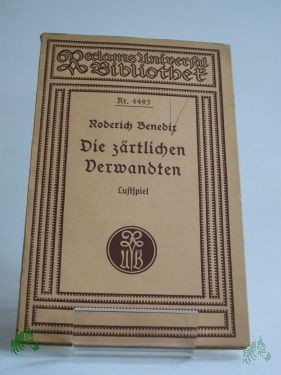 Reclams Universal
Bibliothek
Nr. 4493
Roderich Benedix
Die zärtlichen
Verwandten
Lustspiel
UB